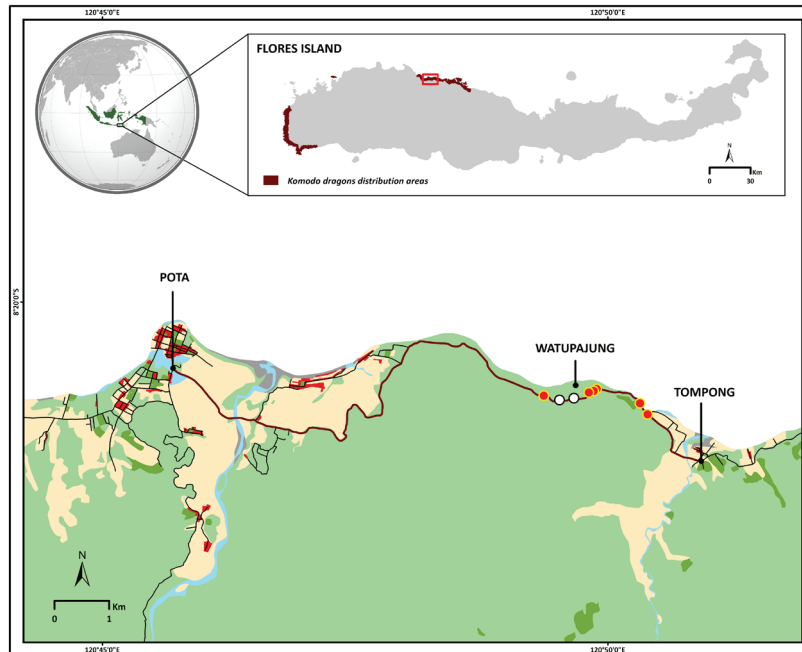 120°45'0"E
120°50'0"E
FLORES ISLAND
N
0
30
Km
Komodo dragons distribution areas
8°20'0"S
POTA
WATUPAJUNG
TOMPONG
N
0
1
Km
120°45'0"E
120°50'0"E